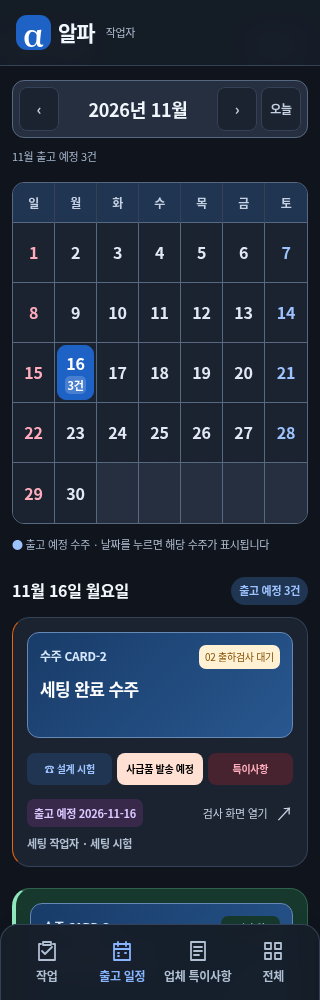 α 알파 작업자
‹ 2026년 11월 › 오늘
11월 출고 예정 3건
일 월 화 수 목 금 토
1 2 3 4 5 6 7
8 9 10 11 12 13 14
15 16 17 18 19 20 21
3건
22 23 24 25 26 27 28
29 30
출고 예정 수주 · 날짜를 누르면 해당 수주가 표시됩니다
11월 16일 월요일 출고 예정 3건
수주 CARD-2 02 출하검사 대기
세팅 완료 수주
☎ 설계 시험 사급품 발송 예정 특이사항
출고 예정 2026-11-16 검사 화면 열기 ↗
세팅 작업자 · 세팅 시험
작업 출고 일정 업체 특이사항 전체